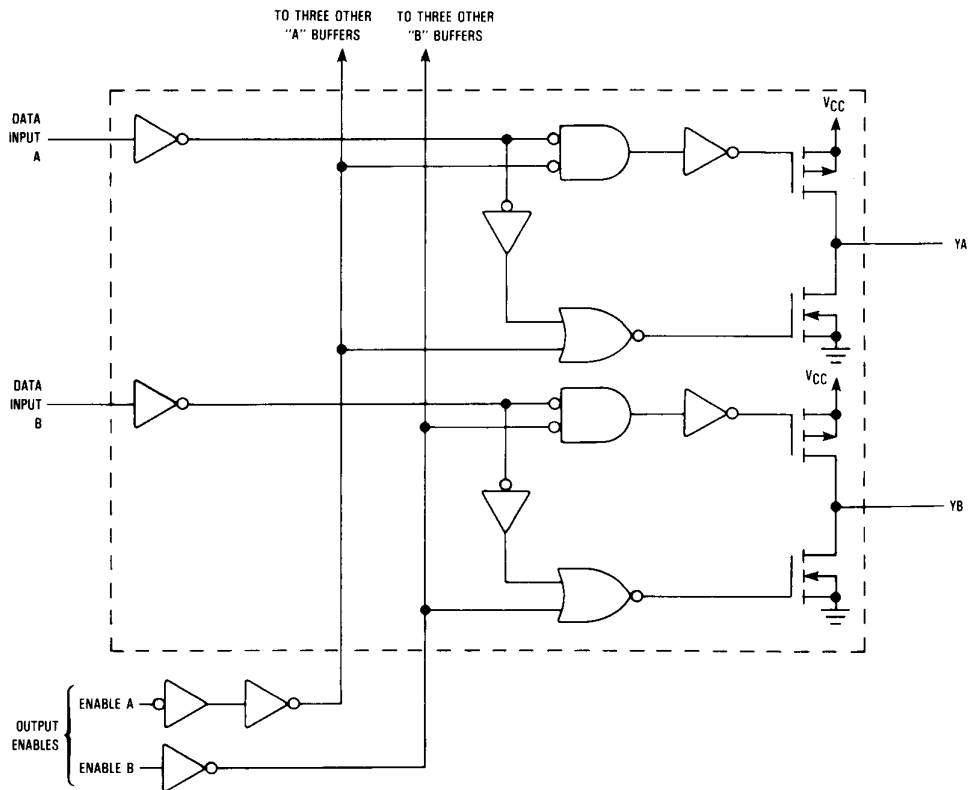 TO THREE OTHER
"A" BUFFERS
TO THREE OTHER
"B" BUFFERS
DATA
INPUT
A
VCC
YA
DATA
INPUT
B
VCC
YB
OUTPUT
ENABLES
ENABLE A
ENABLE B